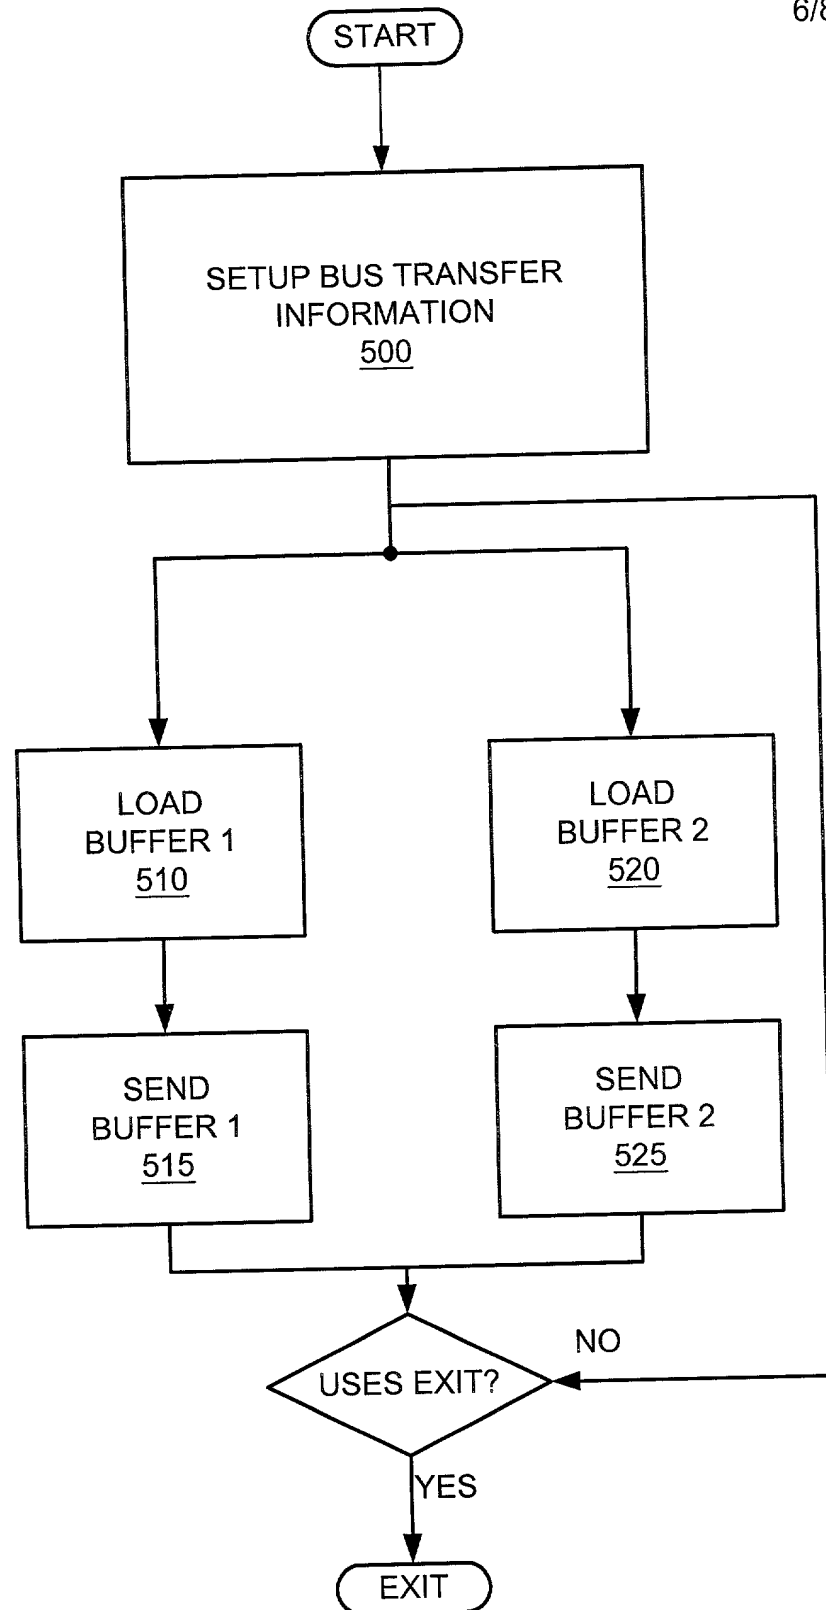 6/8
START
SETUP BUS TRANSFER
INFORMATION
500
LOAD
BUFFER 1
510
LOAD
BUFFER 2
520
SEND
BUFFER 1
515
SEND
BUFFER 2
525
NO
USES EXIT?
YES
EXIT